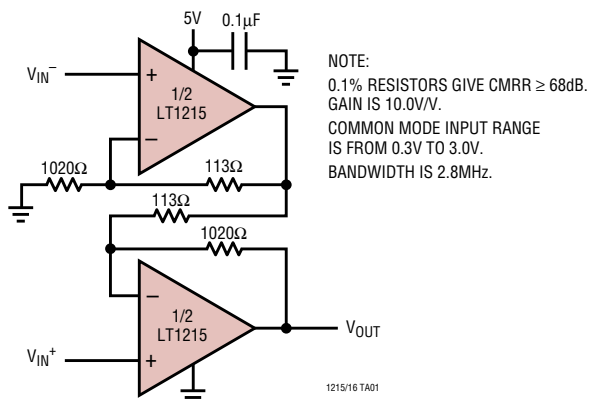 5V
0.1µF
VIN–
+
1/2
LT1215
–
1020Ω
113Ω
113Ω
1020Ω
–
1/2
LT1215
+
VIN+
VOUT
NOTE:
0.1% RESISTORS GIVE CMRR ≥ 68dB.
GAIN IS 10.0V/V.
COMMON MODE INPUT RANGE
IS FROM 0.3V TO 3.0V.
BANDWIDTH IS 2.8MHz.
1215/16 TA01